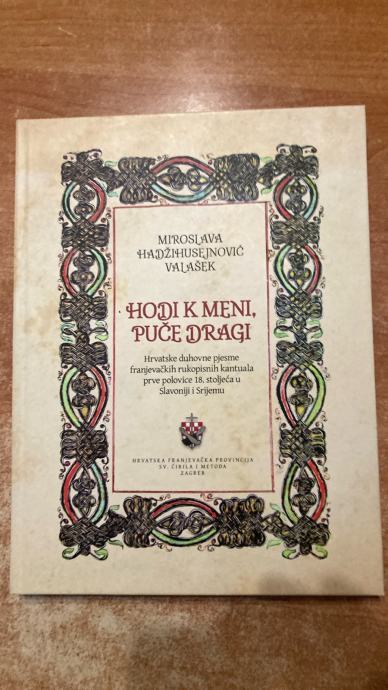 MIROSLAVA
HADŽIHUSEJNOVIĆ
VALAŠEK
HODI K MENI,
PUČE DRAGI
Hrvatske duhovne pjesme
franjevačkih rukopisnih kantuala
prve polovice 18. stoljeća u
Slavoniji i Srijemu
HRVATSKA FRANJEVAČKA PROVINCIJA
SV. ĆIRILA I METODA
ZAGREB